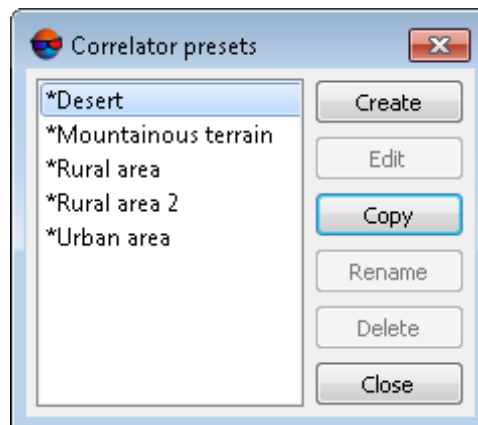 Correlator presets
*Desert
*Mountainous terrain
*Rural area
*Rural area 2
*Urban area
Create
Edit
Copy
Rename
Delete
Close